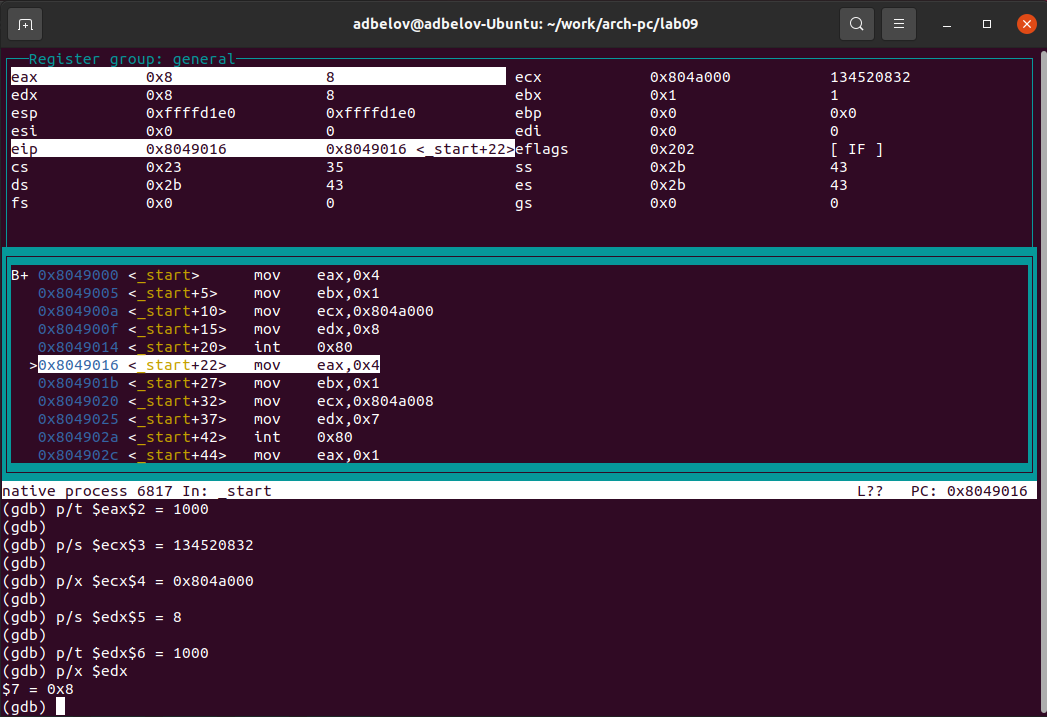 adbelov@adbelov-Ubuntu: ~/work/arch-pc/lab09
Register group: general
eax            0x8                 8                    ecx            0x804a000           134520832
edx            0x8                 8                    ebx            0x1                 1
esp            0xffffd1e0          0xffffd1e0           ebp            0x0                 0x0
esi            0x0                 0                    edi            0x0                 0
eip            0x8049016           0x8049016 <_start+22>eflags         0x202               [ IF ]
cs             0x23                35                   ss             0x2b                43
ds             0x2b                43                   es             0x2b                43
fs             0x0                 0                    gs             0x0                 0
B+ 0x8049000 <_start>      mov    eax,0x4
0x8049005 <_start+5>    mov    ebx,0x1
0x804900a <_start+10>   mov    ecx,0x804a000
0x804900f <_start+15>   mov    edx,0x8
0x8049014 <_start+20>   int    0x80
>0x8049016 <_start+22>   mov    eax,0x4
0x804901b <_start+27>   mov    ebx,0x1
0x8049020 <_start+32>   mov    ecx,0x804a008
0x8049025 <_start+37>   mov    edx,0x7
0x804902a <_start+42>   int    0x80
0x804902c <_start+44>   mov    eax,0x1
native process 6817 In: _start                    L??   PC: 0x8049016
(gdb) p/t $eax$2 = 1000
(gdb)
(gdb) p/s $ecx$3 = 134520832
(gdb)
(gdb) p/x $ecx$4 = 0x804a000
(gdb)
(gdb) p/s $edx$5 = 8
(gdb)
(gdb) p/t $edx$6 = 1000
(gdb) p/x $edx
$7 = 0x8
(gdb)